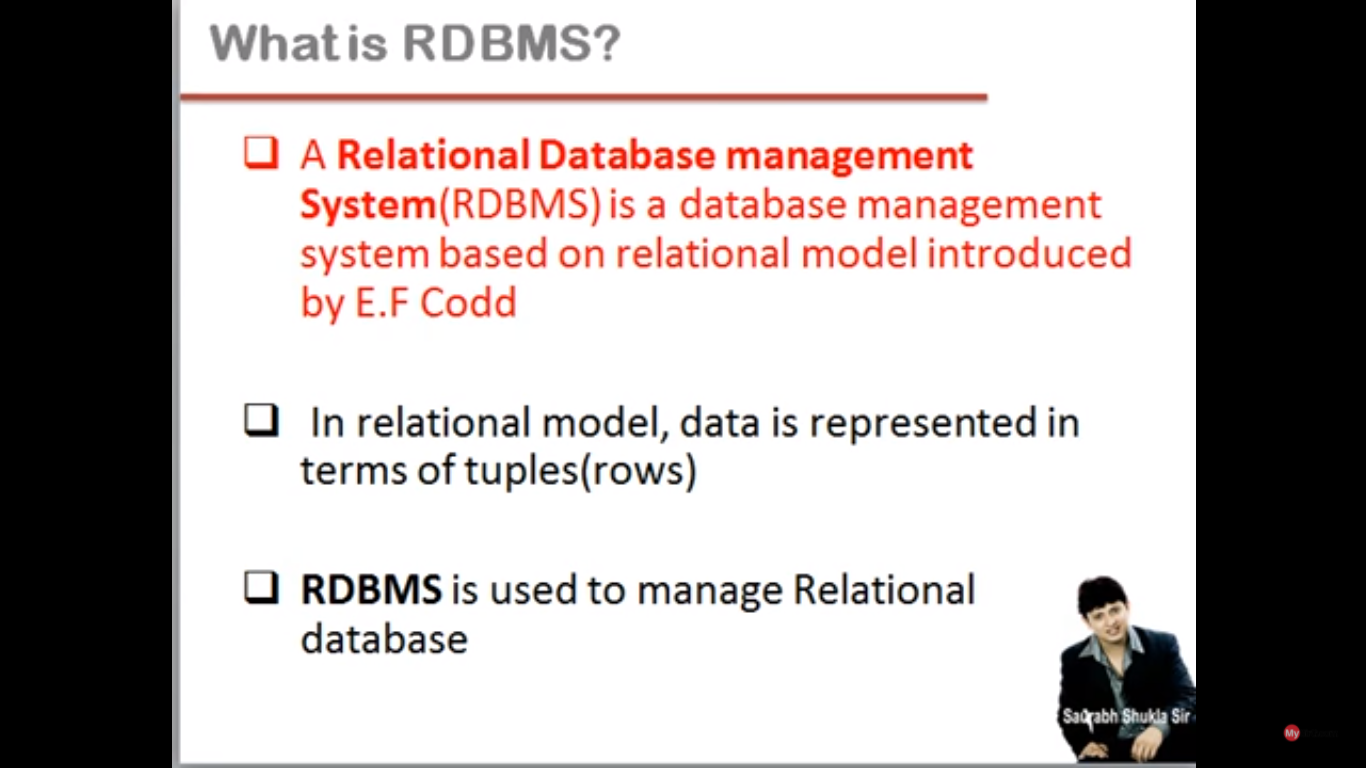 What is RDBMS?
A Relational Database management
System(RDBMS) is a database management
system based on relational model introduced
by E.F Codd
In relational model, data is represented in
terms of tuples(rows)
RDBMS is used to manage Relational
database
Saurabh Shukla Sir
My